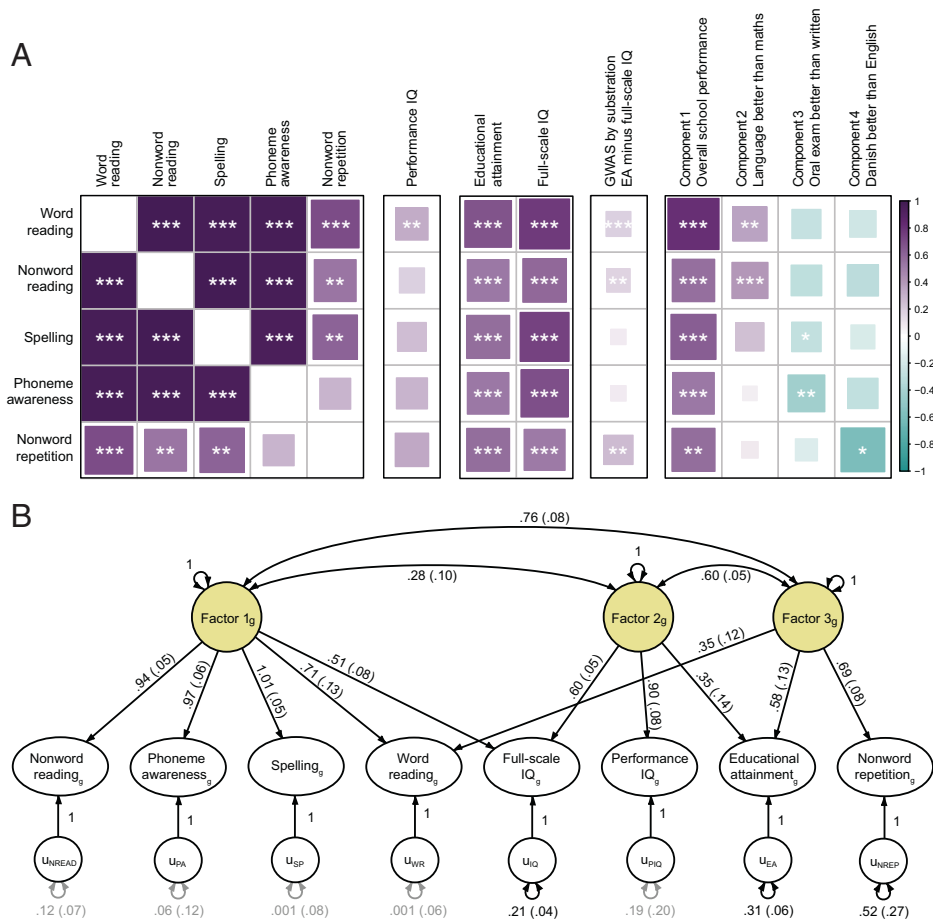 A
Word
reading
Nonword
reading
Spelling
Phoneme
awareness
Nonword
repetition
Performance IQ
Educational
attainment
Full-scale IQ
GWAS by substration
EA minus full-scale IQ
Component 1
Overall school performance
Component 2
Language better than maths
Component 3
Oral exam better than written
Component 4
Danish better than English
Word
reading
*** *** *** *** ** *** *** *** *** **
Nonword
reading
*** *** *** ** *** *** ** *** ***
Spelling
*** *** *** ** *** *** *** *
Phoneme
awareness
*** *** *** *** *** *** **
Nonword
repetition
*** ** ** *** *** ** ** *
1
0.8
0.6
0.4
0.2
0
−0.2
−0.4
−0.6
−0.8
−1
B
.76 (.08)
.28 (.10)
.60 (.05)
1
1
1
Factor 1g
Factor 2g
Factor 3g
.94 (.05)
.97 (.06)
1.01 (.05)
.71 (.13)
.51 (.08)
.60 (.05)
.90 (.08)
.35 (.14)
.35 (.12)
.58 (.13)
.69 (.08)
Nonword
readingg
Phoneme
awarenessg
Spellingg
Word
readingg
Full-scale
IQg
Performance
IQg
Educational
attainmentg
Nonword
repetitiong
1 1 1 1 1 1 1 1
uNREAD uPA uSP uWR uIQ uPIQ uEA uNREP
.12 (.07) .06 (.12) .001 (.08) .001 (.06) .21 (.04) .19 (.20) .31 (.06) .52 (.27)